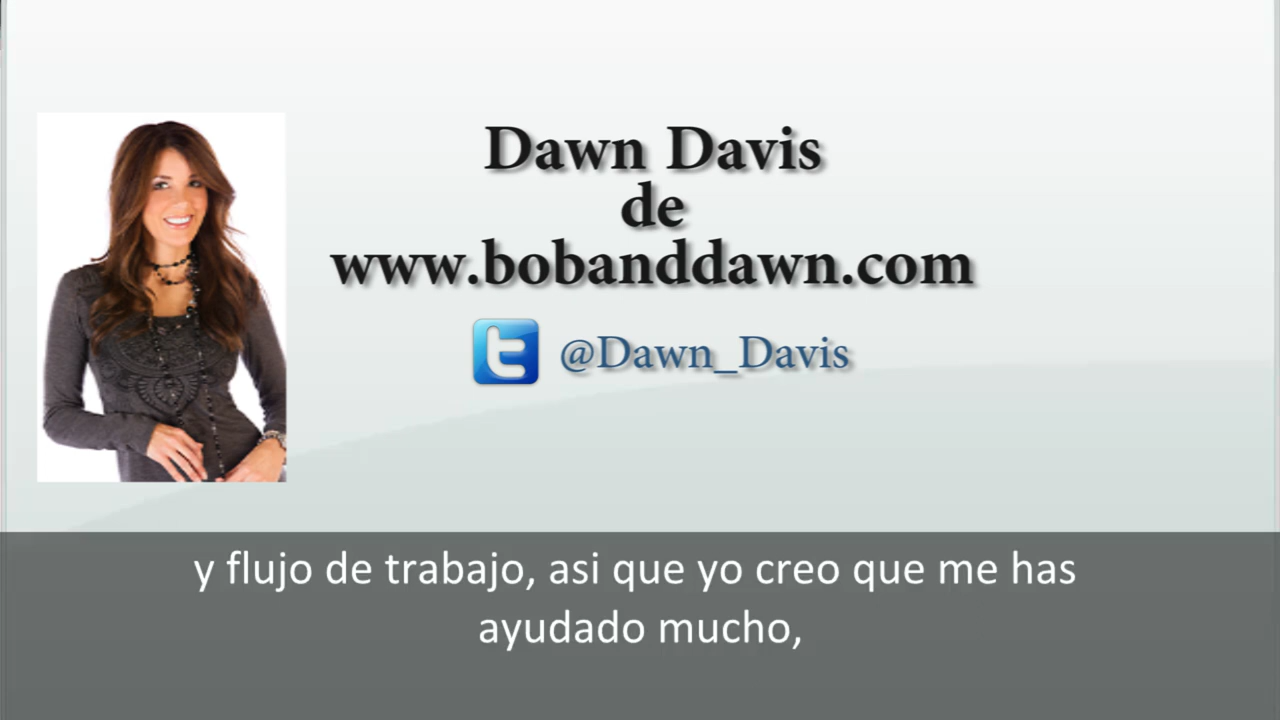 Dawn Davis
de
www.bobanddawn.com
@Dawn_Davis
y flujo de trabajo, asi que yo creo que me has
ayudado mucho,